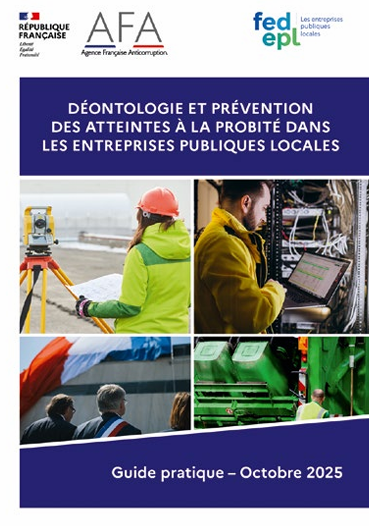 RÉPUBLIQUE
FRANÇAISE
Liberté
Égalité
Fraternité
AFA
Agence Française Anticorruption
fed
epl
Les entreprises
publiques
locales
DÉONTOLOGIE ET PRÉVENTION
DES ATTEINTES À LA PROBITÉ DANS
LES ENTREPRISES PUBLIQUES LOCALES
Guide pratique – Octobre 2025